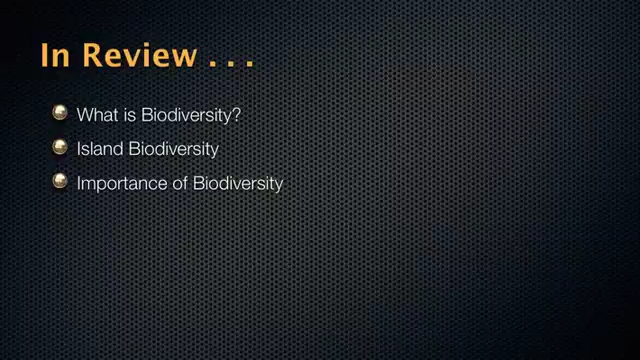 In Review . . .
What is Biodiversity?
Island Biodiversity
Importance of Biodiversity